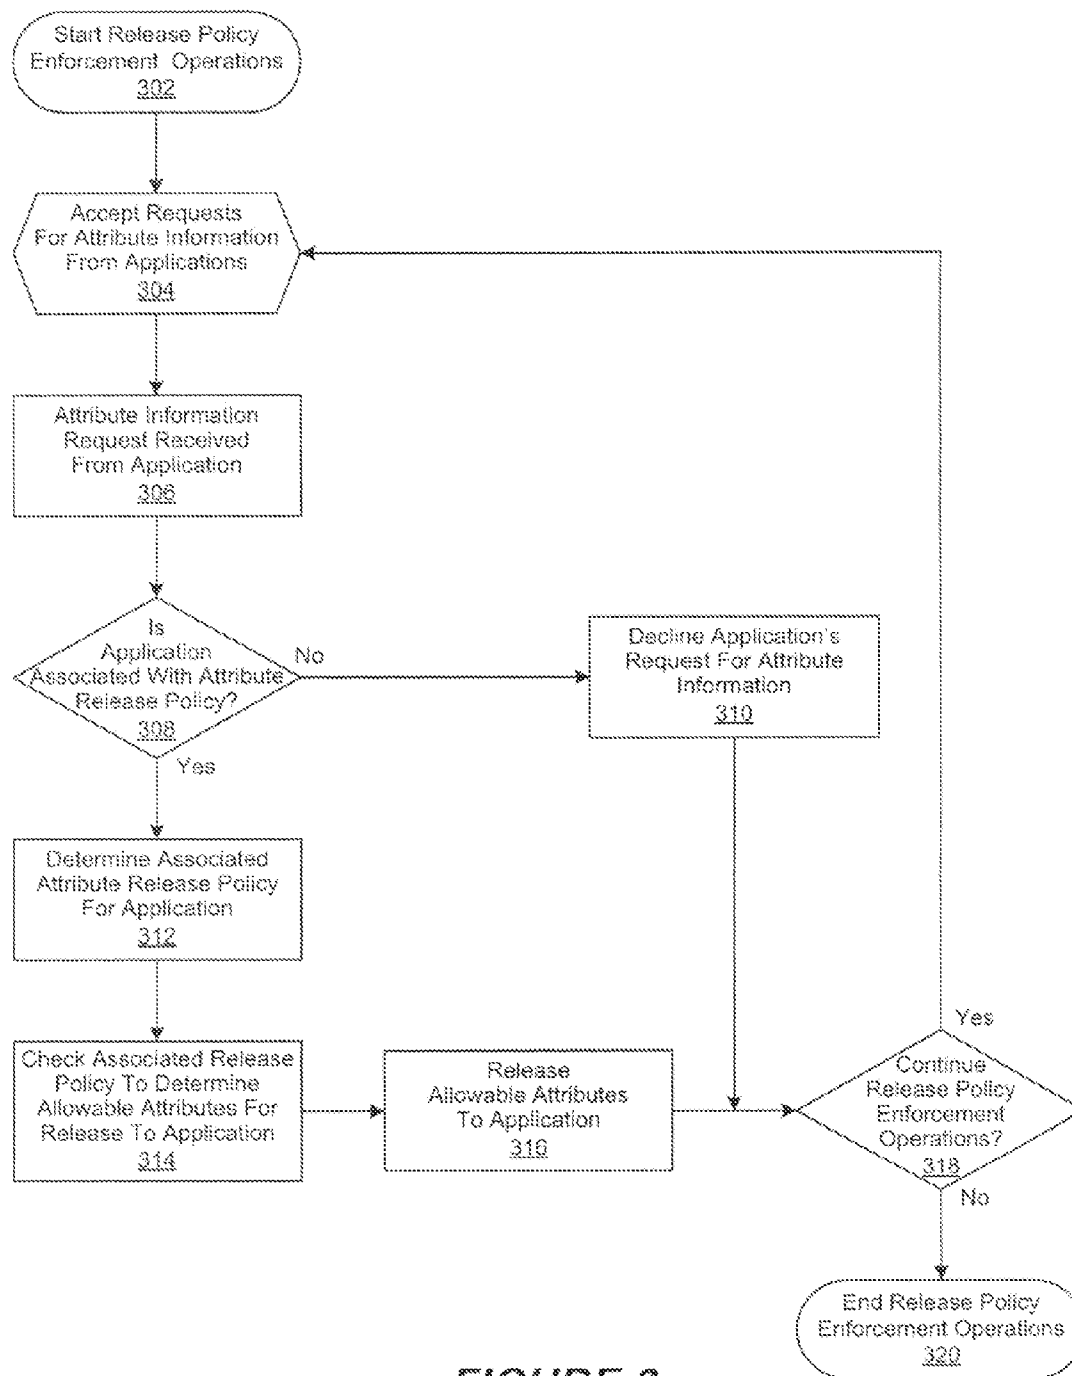 Start Release Policy
Enforcement Operations
302
Accept Requests
For Attribute Information
From Applications
304
Attribute Information
Request Received
From Application
306
Is
Application
Associated With Attribute
Release Policy?
308
No
Yes
Decline Application's
Request For Attribute
Information
310
Determine Associated
Attribute Release Policy
For Application
312
Check Associated Release
Policy To Determine
Allowable Attributes For
Release To Application
314
Release
Allowable Attributes
To Application
316
Yes
Continue
Release Policy
Enforcement
Operations?
318
No
End Release Policy
Enforcement Operations
320
FIGURE